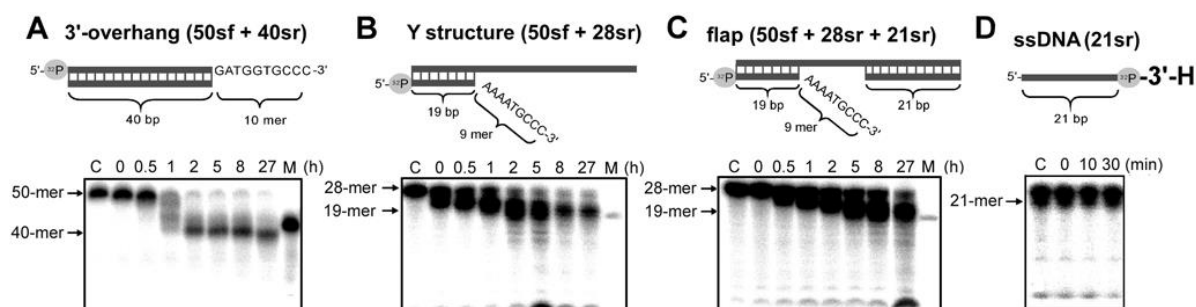 A 3'-overhang (50sf + 40sr)
5'- ³²P GATGGTGCCC-3'
40 bp 10 mer
C 0 0.5 1 2 5 8 27 M (h)
50-mer
40-mer
B Y structure (50sf + 28sr)
5'- ³²P
AAAATGCCC-3'
19 bp
9 mer
C 0 0.5 1 2 5 8 27 M (h)
28-mer
19-mer
C flap (50sf + 28sr + 21sr)
5'- ³²P
AAAATGCCC-3'
19 bp 21 bp
9 mer
C 0 0.5 1 2 5 8 27 M (h)
28-mer
19-mer
D ssDNA (21sr)
5'- ³²P -3'-H
21 bp
C 0 10 30 (min)
21-mer